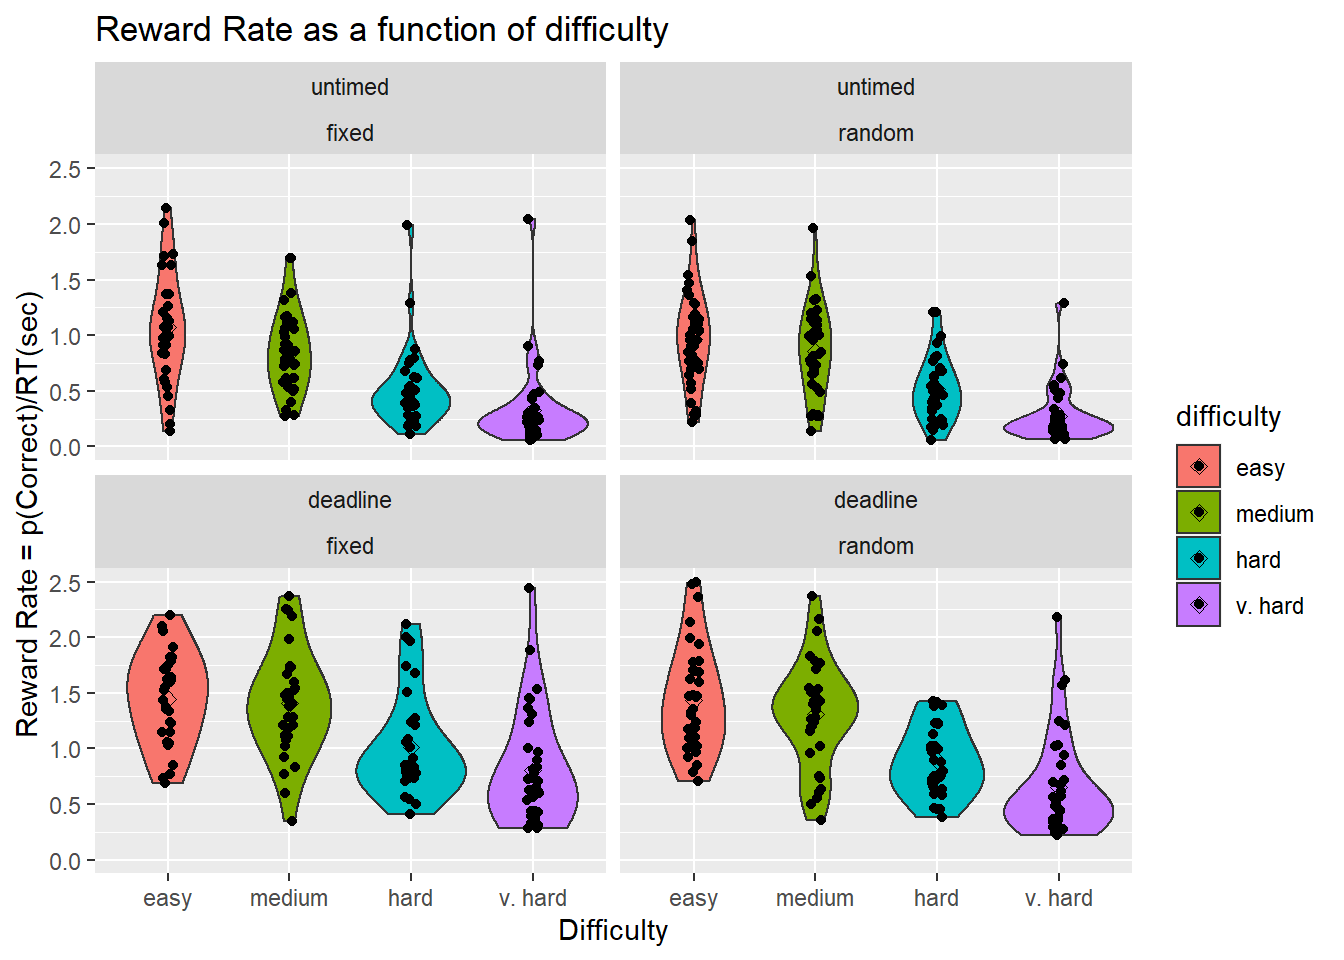 Reward Rate as a function of difficulty
untimed
fixed
untimed
random
2.5
2.0
1.5
1.0
0.5
0.0
deadline
fixed
deadline
random
2.5
2.0
1.5
1.0
0.5
0.0
Reward Rate = p(Correct)/RT(sec)
easy medium hard v. hard
easy medium hard v. hard
Difficulty
difficulty
easy
medium
hard
v. hard